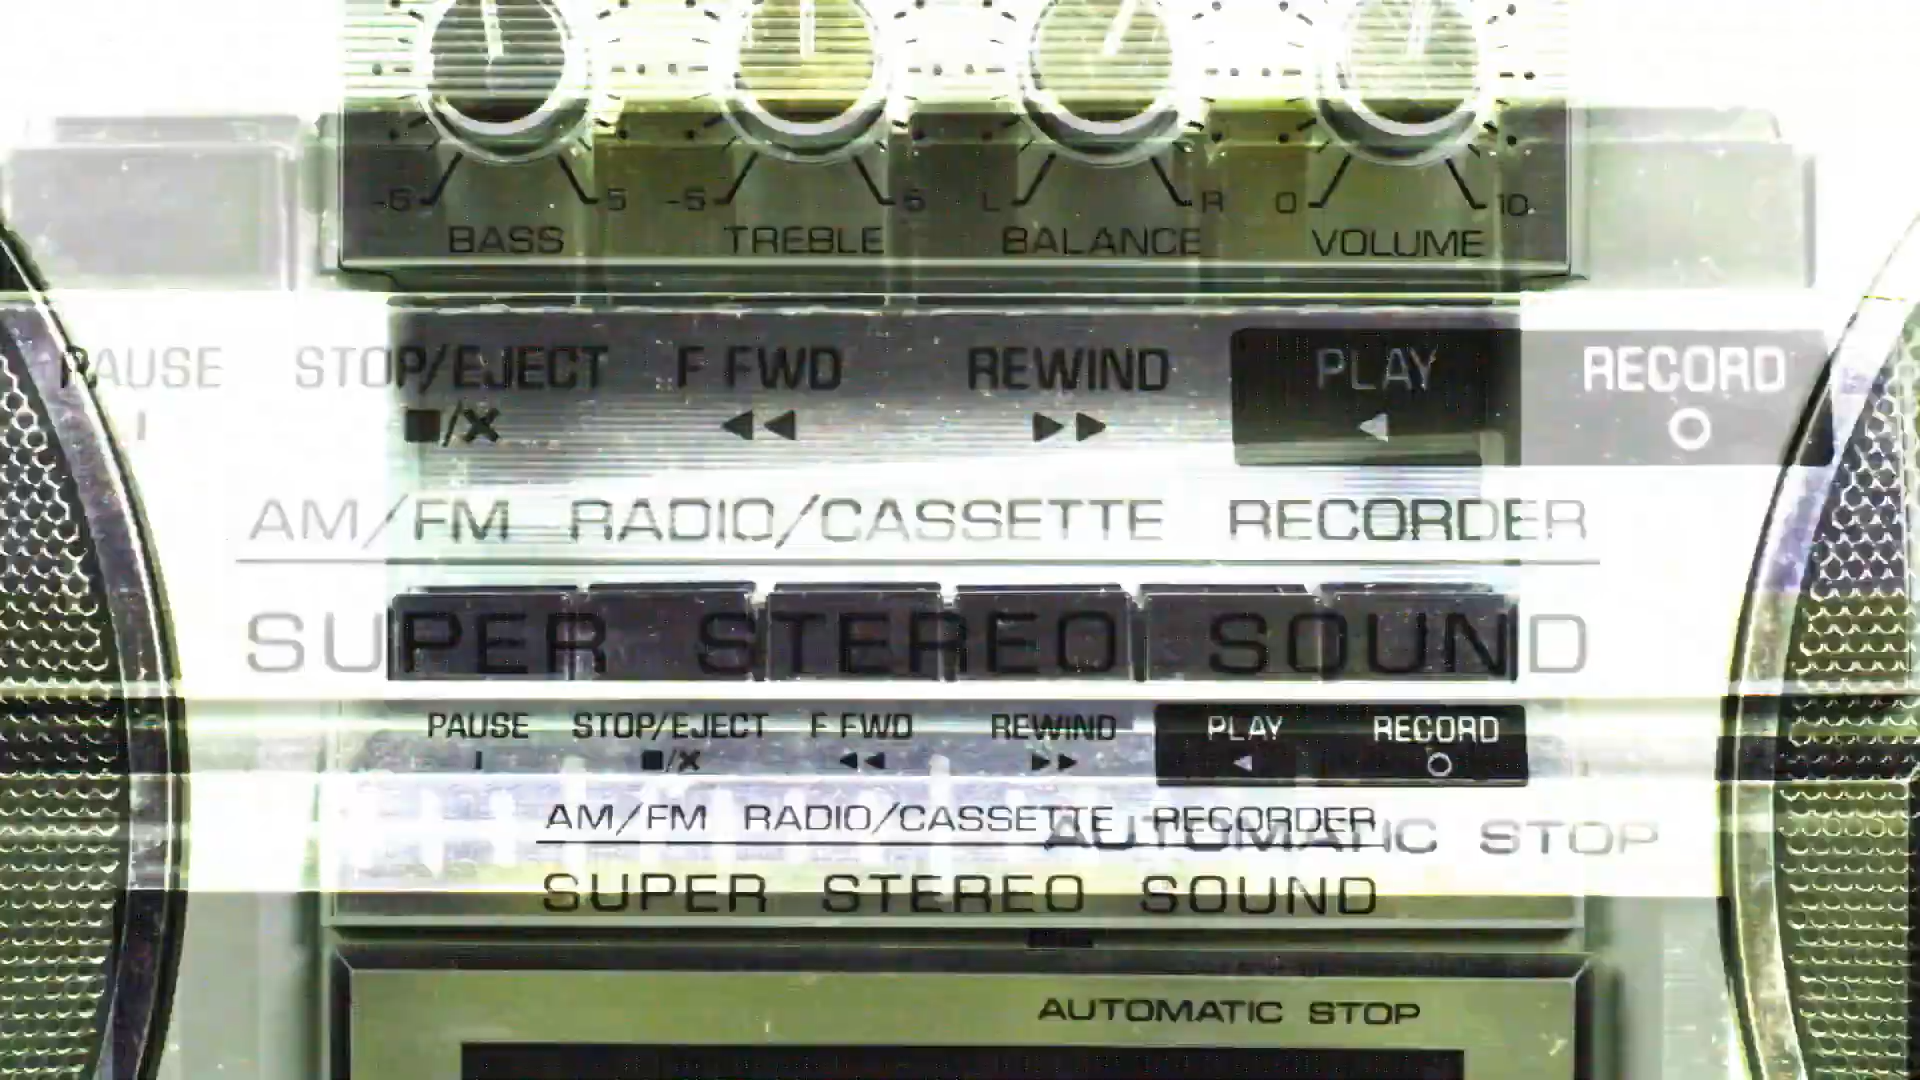 -5 5 -5 5 L R 0 10
BASS TREBLE BALANCE VOLUME
PAUSE STOP/EJECT F FWD REWIND PLAY RECORD
AM/FM RADIO/CASSETTE RECORDER
SUPER STEREO SOUND
PAUSE STOP/EJECT F FWD REWIND PLAY RECORD
AM/FM RADIO/CASSETTE RECORDER
AUTOMATIC STOP
SUPER STEREO SOUND
AUTOMATIC STOP